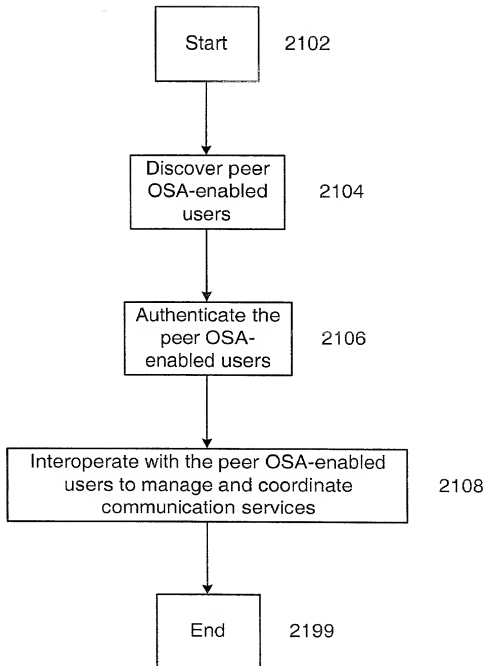 Start 2102
Discover peer
OSA-enabled
users
2104
Authenticate the
peer OSA-
enabled users
2106
Interoperate with the peer OSA-enabled
users to manage and coordinate
communication services
2108
End 2199